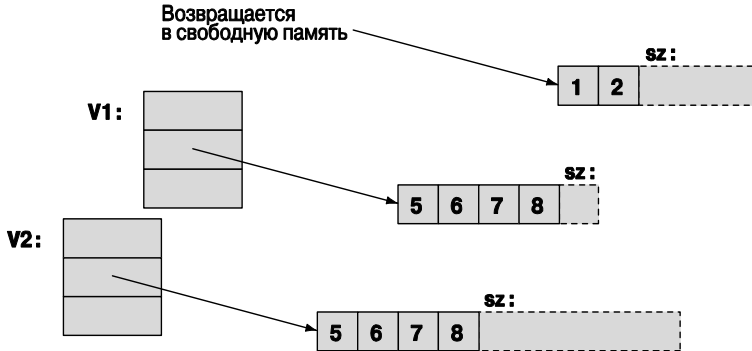 Возвращается
в свободную память
sz:
1 2
V1:
sz:
5 6 7 8
V2:
sz:
5 6 7 8